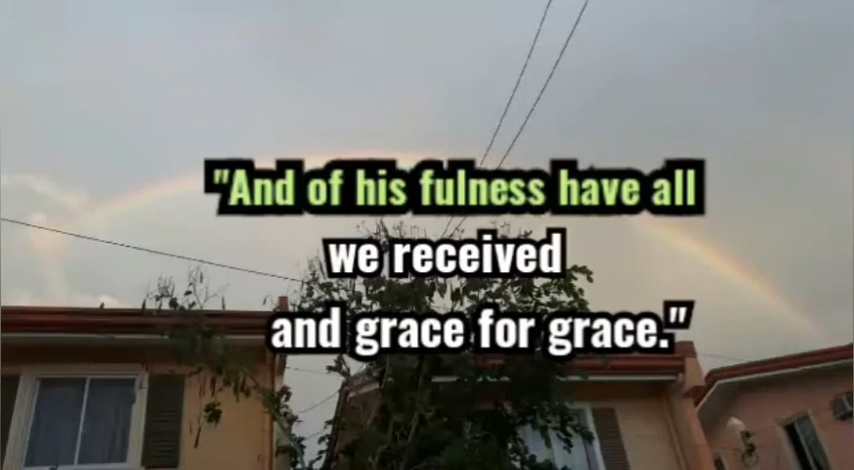 "And of his fulness have all
we received
and grace for grace."